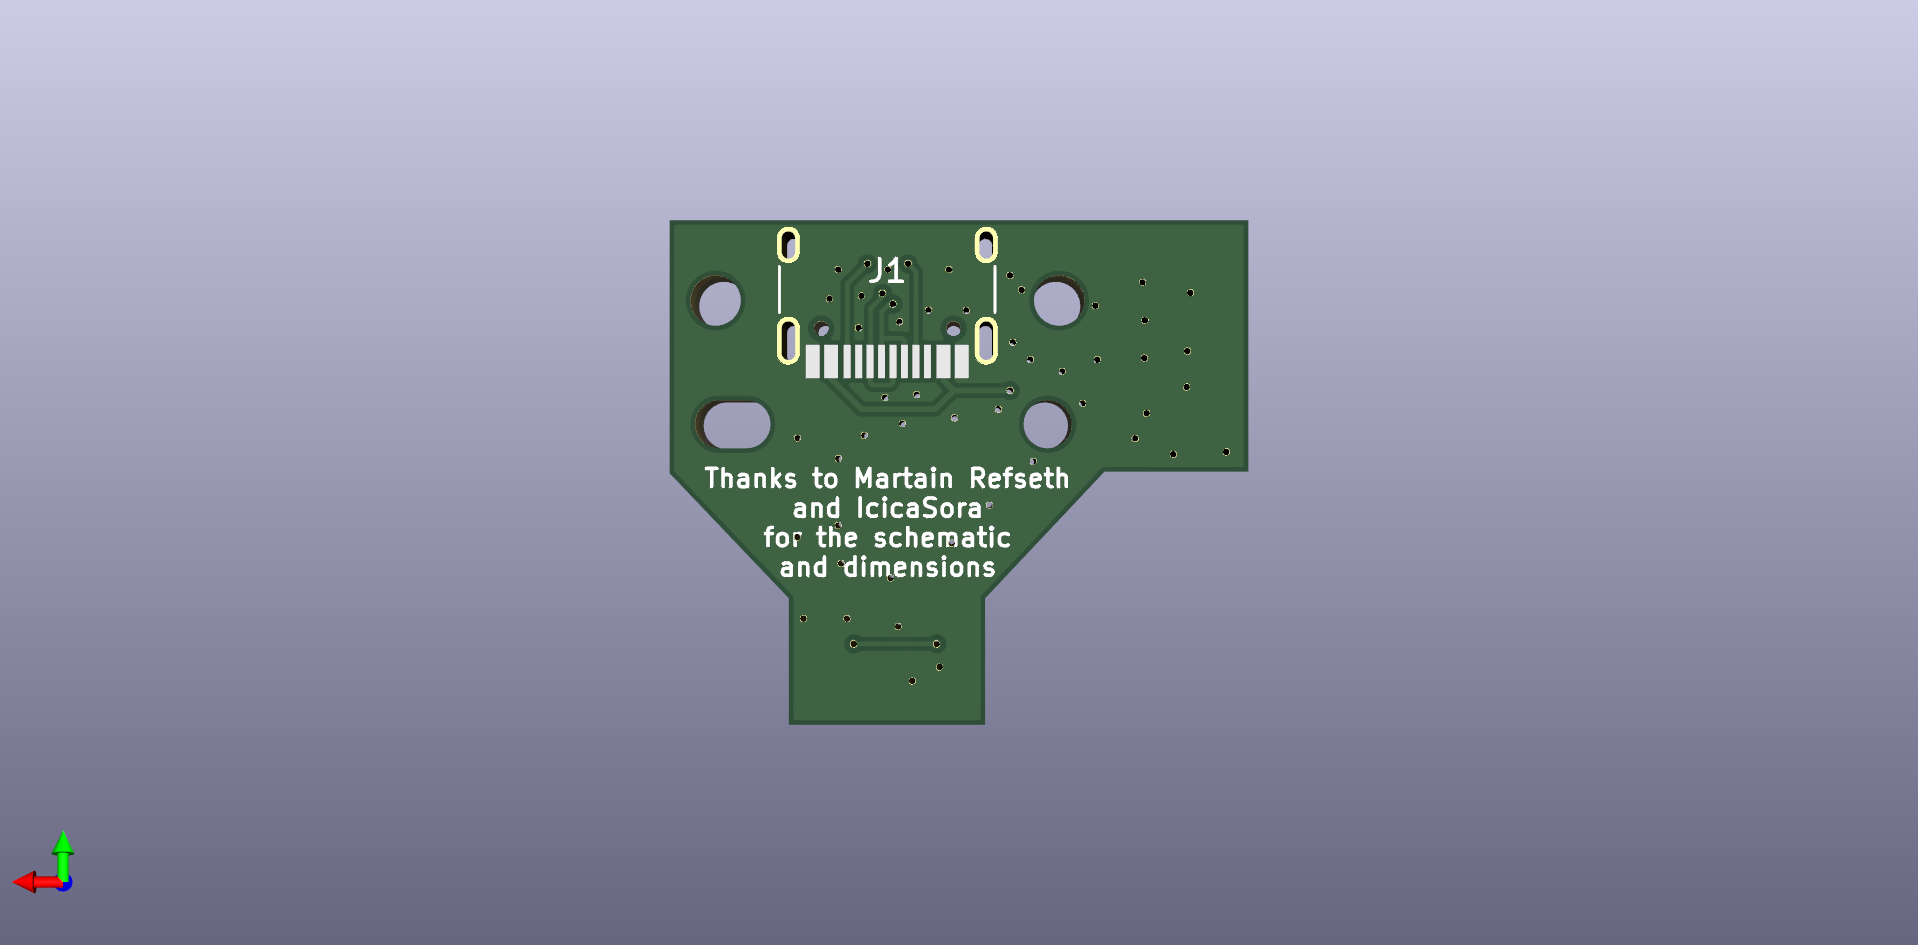 J1
Thanks to Martain Refseth
and IcicaSora
for the schematic
and dimensions